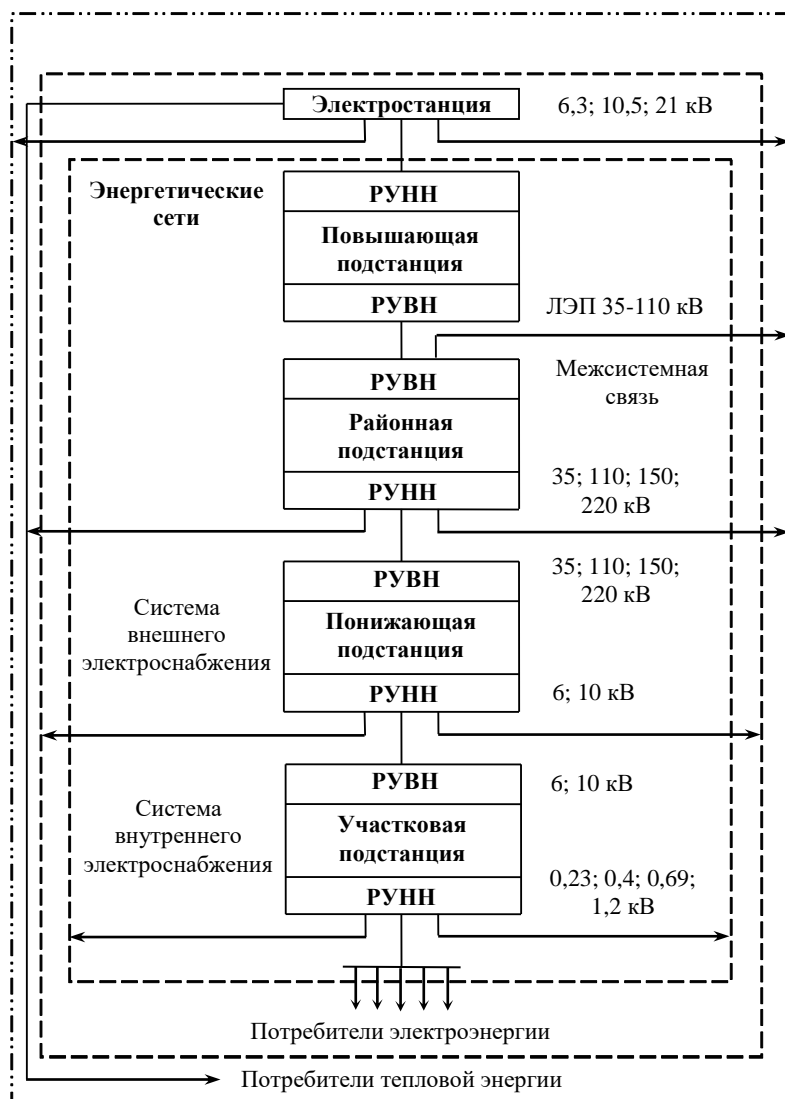 Электростанция
6,3; 10,5; 21 кВ
Энергетические
сети
РУНН
Повышающая
подстанция
РУВН
ЛЭП 35-110 кВ
РУВН
Межсистемная
связь
Районная
подстанция
РУНН
35; 110; 150;
220 кВ
РУВН
35; 110; 150;
220 кВ
Система
внешнего
электроснабжения
Понижающая
подстанция
РУНН
6; 10 кВ
РУВН
6; 10 кВ
Система
внутреннего
электроснабжения
Участковая
подстанция
РУНН
0,23; 0,4; 0,69;
1,2 кВ
Потребители электроэнергии
Потребители тепловой энергии